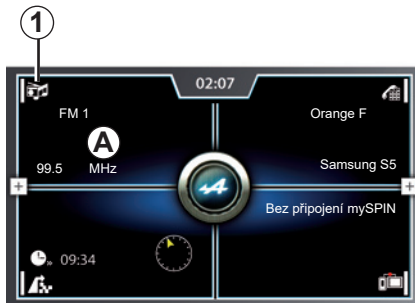 1
02:07
FM 1
Orange F
A
99.5 MHz
Samsung S5
Bez připojení mySPIN
09:34